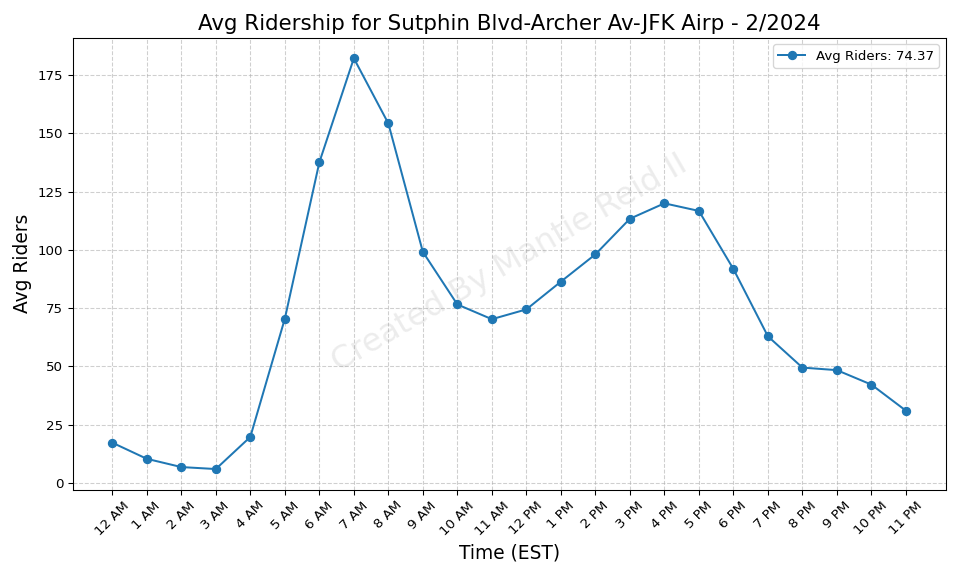 Avg Ridership for Sutphin Blvd-Archer Av-JFK Airp - 2/2024
Avg Riders: 74.37
Avg Riders
175
150
125
100
75
50
25
0
Created By Mantie Reid II
12 AM
1 AM
2 AM
3 AM
4 AM
5 AM
6 AM
7 AM
8 AM
9 AM
10 AM
11 AM
12 PM
1 PM
2 PM
3 PM
4 PM
5 PM
6 PM
7 PM
8 PM
9 PM
10 PM
11 PM
Time (EST)